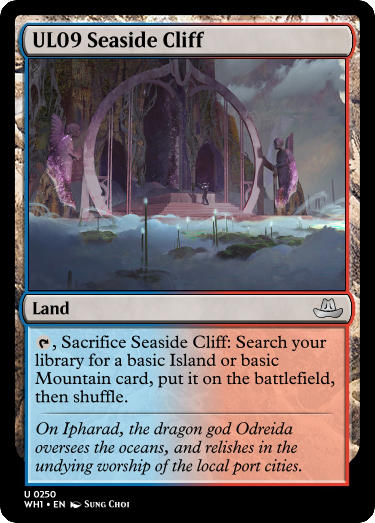 UL09 Seaside Cliff
Land
, Sacrifice Seaside Cliff: Search your
library for a basic Island or basic
Mountain card, put it on the battlefield,
then shuffle.
On Ipharad, the dragon god Odreida
oversees the oceans, and relishes in the
undying worship of the local port cities.
U 0250
WH1 • EN Sung Choi